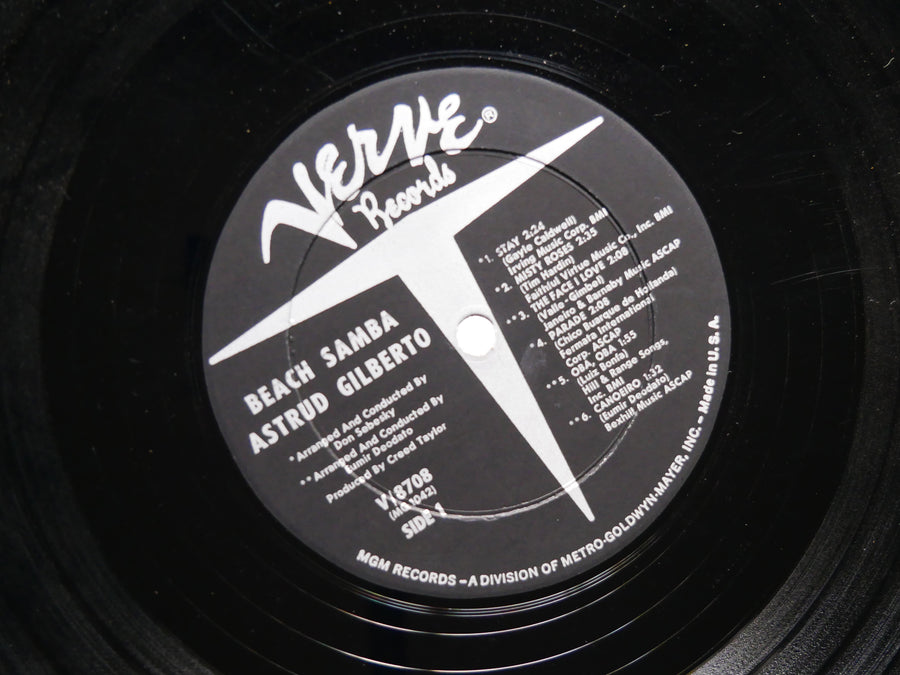 VERVE®
Records
BEACH SAMBA
ASTRUD GILBERTO
*Arranged And Conducted By
Don Sebesky
**Arranged And Conducted By
Eumir Deodato
Produced By Creed Taylor
V/8708
(MG 1042)
SIDE 1
*1. STAY 2:24
(Gayle Caldwell)
Irving Music Corp. BMI
*2. MISTY ROSES 2:35
(Tim Hardin)
Faithful Virtue Music Co., Inc. BMI
**3. THE FACE I LOVE 2:08
(Valle - Gimbel)
Janeiro & Barnaby Music ASCAP
*4. PARADE 2:08
(Chico Buarque de Hollanda)
Fermata International
Corp. ASCAP
**5. OBA, OBA 1:55
(Luiz Bonfa)
Hill & Range Songs,
Inc. BMI
**6. CANOEIRO 1:32
(Eumir Deodato)
Bexhill Music ASCAP
MGM RECORDS – A DIVISION OF METRO-GOLDWYN-MAYER, INC. – Made in U. S. A.